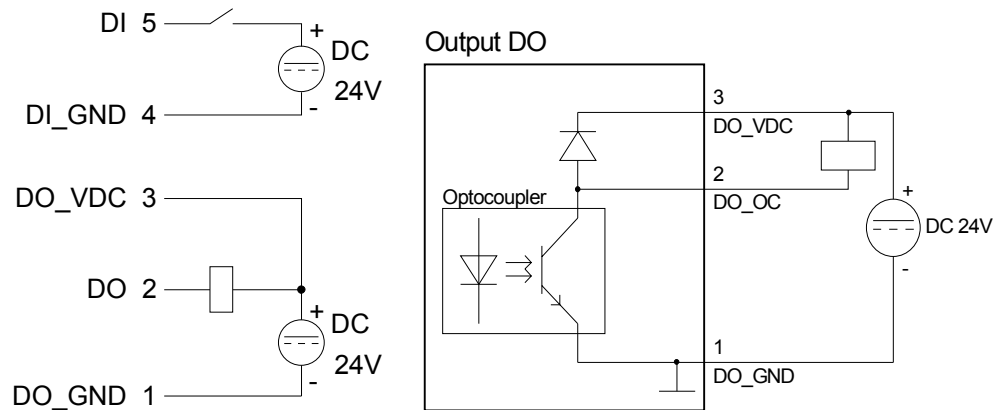 DI 5
+
DC
24V
DI_GND 4
-
DO_VDC 3
DO 2
+
DC
24V
DO_GND 1
-
Output DO
3
DO_VDC
2
DO_OC
Optocoupler
+
DC 24V
-
1
DO_GND